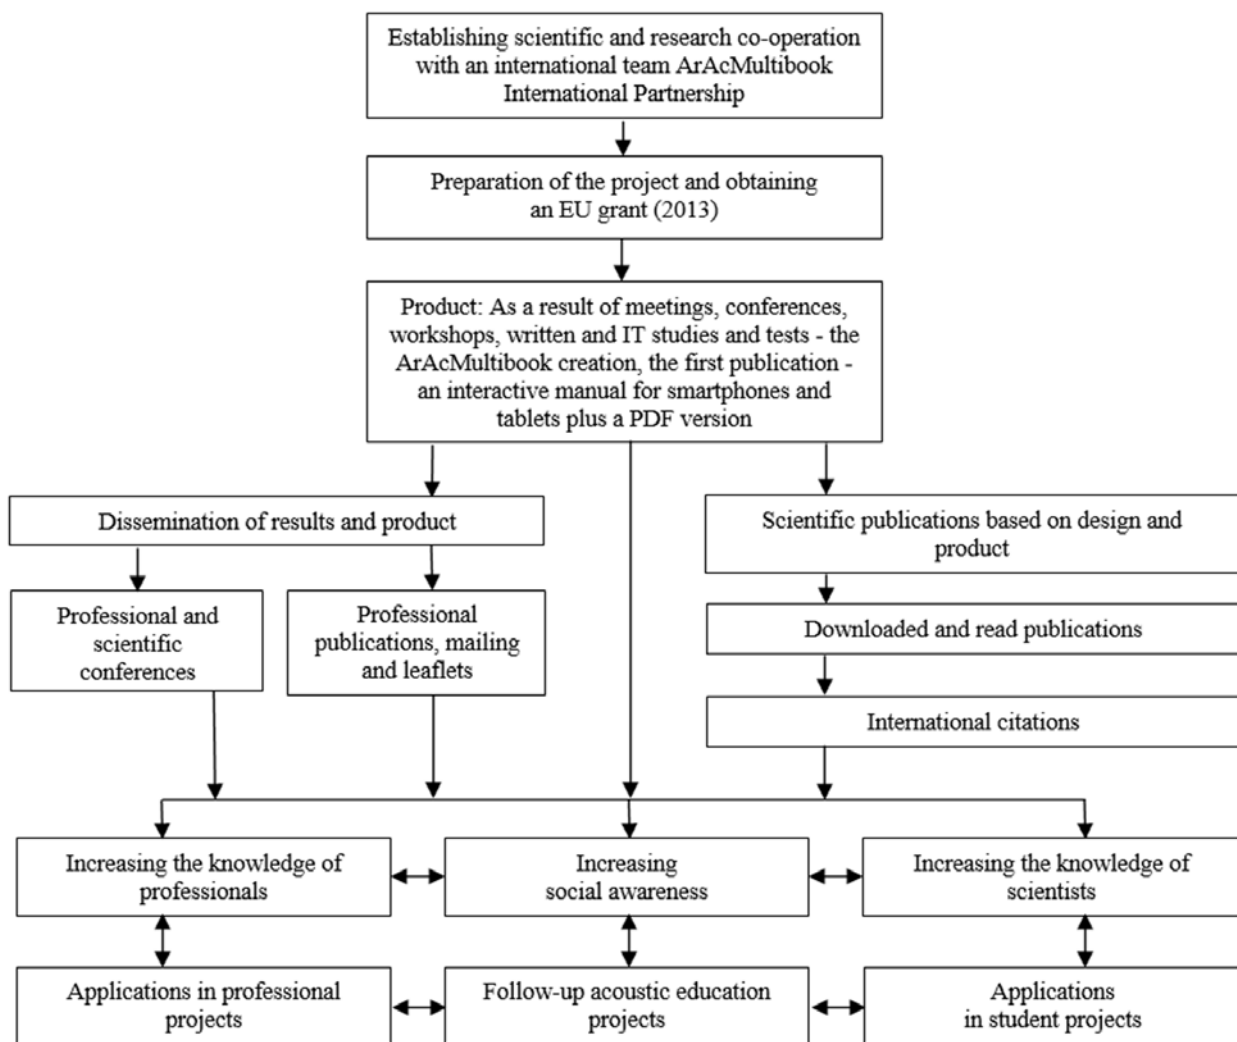 Establishing scientific and research co-operation
with an international team ArAcMultibook
International Partnership
Preparation of the project and obtaining
an EU grant (2013)
Product: As a result of meetings, conferences,
workshops, written and IT studies and tests - the
ArAcMultibook creation, the first publication -
an interactive manual for smartphones and
tablets plus a PDF version
Dissemination of results and product
Scientific publications based on design and
product
Professional and
scientific
conferences
Professional
publications, mailing
and leaflets
Downloaded and read publications
International citations
Increasing the knowledge of
professionals
Increasing
social awareness
Increasing the knowledge of
scientists
Applications in professional
projects
Follow-up acoustic education
projects
Applications
in student projects